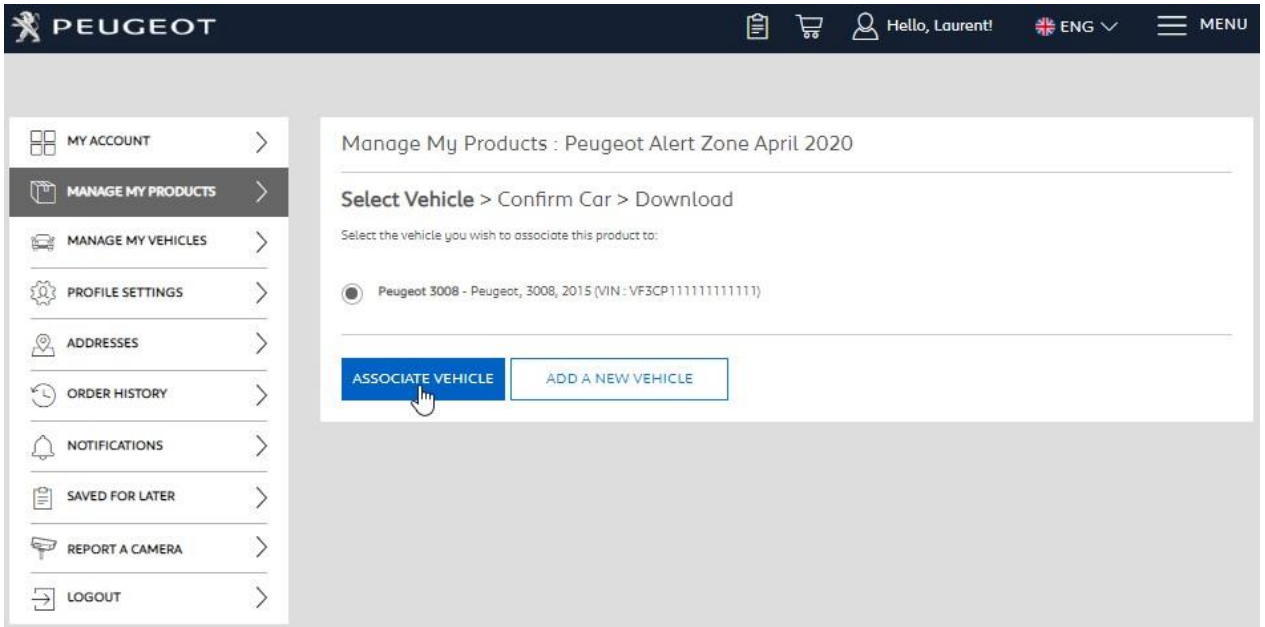 PEUGEOT
Hello, Laurent!
ENG
MENU
MY ACCOUNT
MANAGE MY PRODUCTS
MANAGE MY VEHICLES
PROFILE SETTINGS
ADDRESSES
ORDER HISTORY
NOTIFICATIONS
SAVED FOR LATER
REPORT A CAMERA
LOGOUT
Manage My Products : Peugeot Alert Zone April 2020
Select Vehicle > Confirm Car > Download
Select the vehicle you wish to associate this product to:
Peugeot 3008 - Peugeot, 3008, 2015 (VIN : VF3CP111111111111)
ASSOCIATE VEHICLE
ADD A NEW VEHICLE